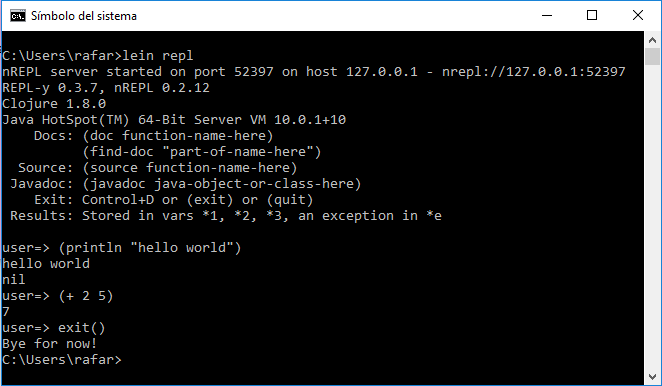 Símbolo del sistema
C:\Users\rafar>lein repl
nREPL server started on port 52397 on host 127.0.0.1 - nrepl://127.0.0.1:52397
REPL-y 0.3.7, nREPL 0.2.12
Clojure 1.8.0
Java HotSpot(TM) 64-Bit Server VM 10.0.1+10
    Docs: (doc function-name-here)
          (find-doc "part-of-name-here")
  Source: (source function-name-here)
 Javadoc: (javadoc java-object-or-class-here)
    Exit: Control+D or (exit) or (quit)
 Results: Stored in vars *1, *2, *3, an exception in *e
user=> (println "hello world")
hello world
nil
user=> (+ 2 5)
7
user=> exit()
Bye for now!
C:\Users\rafar>